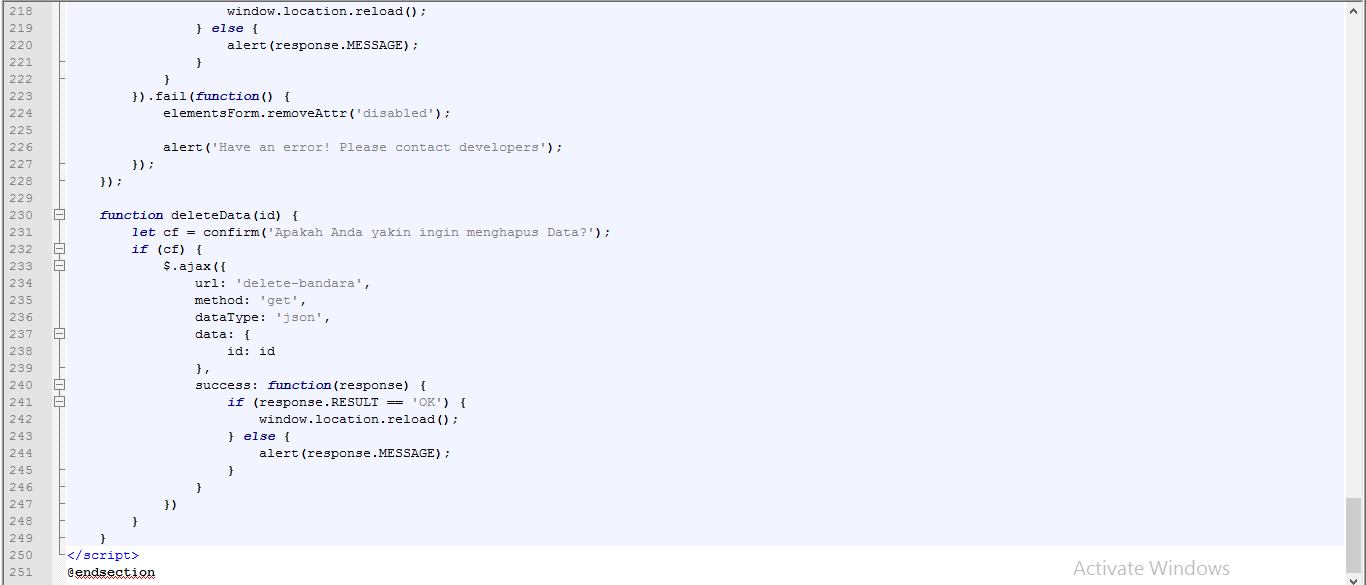 218 window.location.reload();
219 } else {
220 alert(response.MESSAGE);
221 }
222 }
223 }).fail(function() {
224 elementsForm.removeAttr('disabled');
225
226 alert('Have an error! Please contact developers');
227 });
228 });
229
230 function deleteData(id) {
231 let cf = confirm('Apakah Anda yakin ingin menghapus Data?');
232 if (cf) {
233 $.ajax({
234 url: 'delete-bandara',
235 method: 'get',
236 dataType: 'json',
237 data: {
238 id: id
239 },
240 success: function(response) {
241 if (response.RESULT == 'OK') {
242 window.location.reload();
243 } else {
244 alert(response.MESSAGE);
245 }
246 }
247 })
248 }
249 }
250 </script>
251 @endsection
Activate Windows